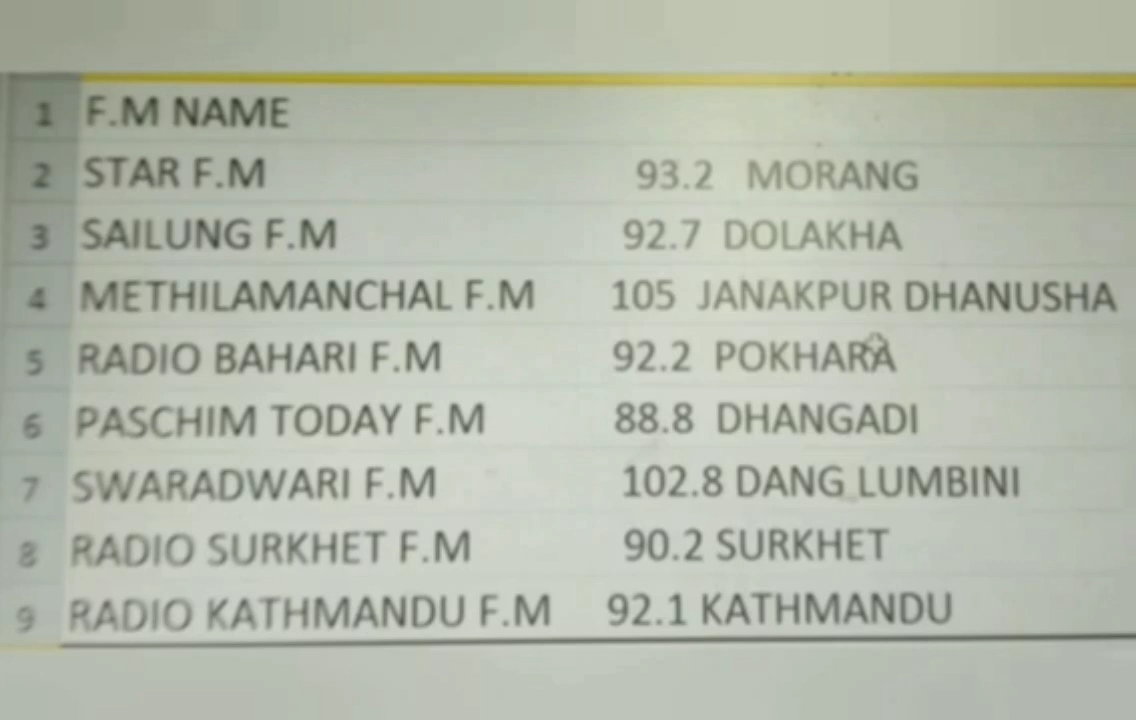 1 F.M NAME
2 STAR F.M 93.2 MORANG
3 SAILUNG F.M 92.7 DOLAKHA
4 METHILAMANCHAL F.M 105 JANAKPUR DHANUSHA
5 RADIO BAHARI F.M 92.2 POKHARA
6 PASCHIM TODAY F.M 88.8 DHANGADI
7 SWARADWARI F.M 102.8 DANG LUMBINI
8 RADIO SURKHET F.M 90.2 SURKHET
9 RADIO KATHMANDU F.M 92.1 KATHMANDU